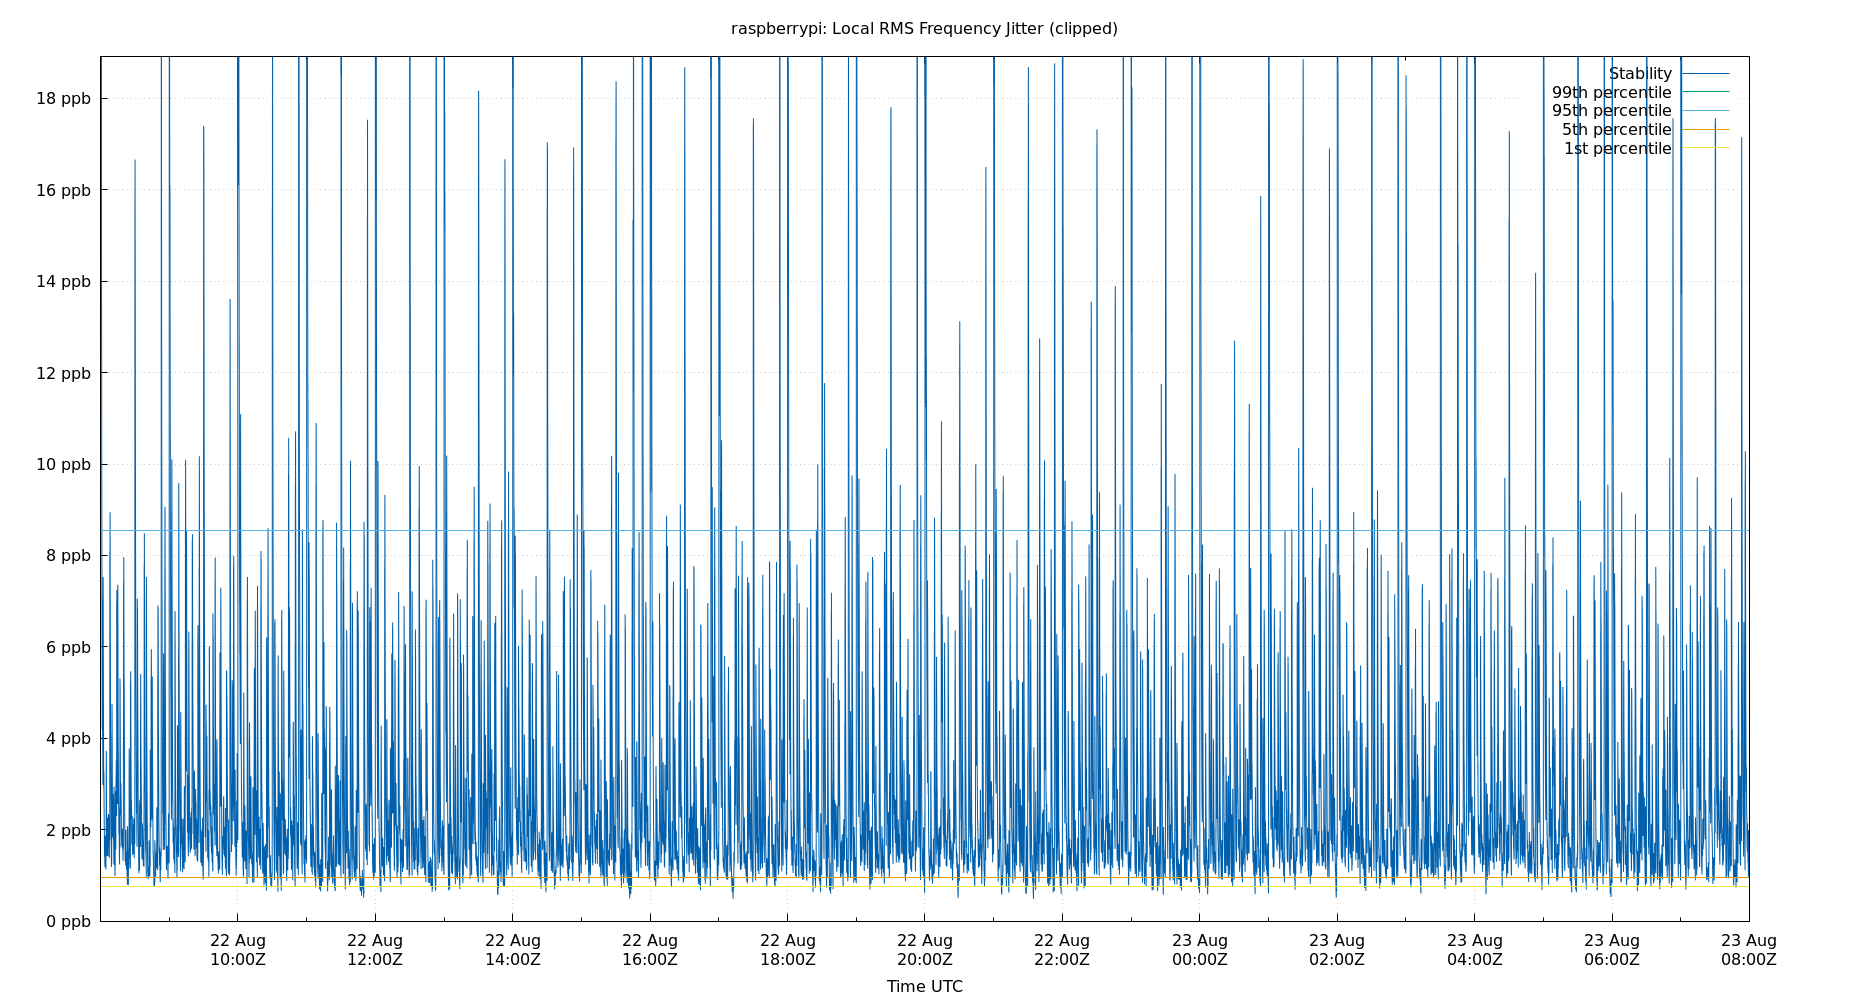 raspberrypi: Local RMS Frequency Jitter (clipped)
Stability
99th percentile
95th percentile
5th percentile
1st percentile
18 ppb
16 ppb
14 ppb
12 ppb
10 ppb
8 ppb
6 ppb
4 ppb
2 ppb
0 ppb
22 Aug 22 Aug 22 Aug 22 Aug 22 Aug 22 Aug 22 Aug 23 Aug 23 Aug 23 Aug 23 Aug 23 Aug
10:00Z 12:00Z 14:00Z 16:00Z 18:00Z 20:00Z 22:00Z 00:00Z 02:00Z 04:00Z 06:00Z 08:00Z
Time UTC